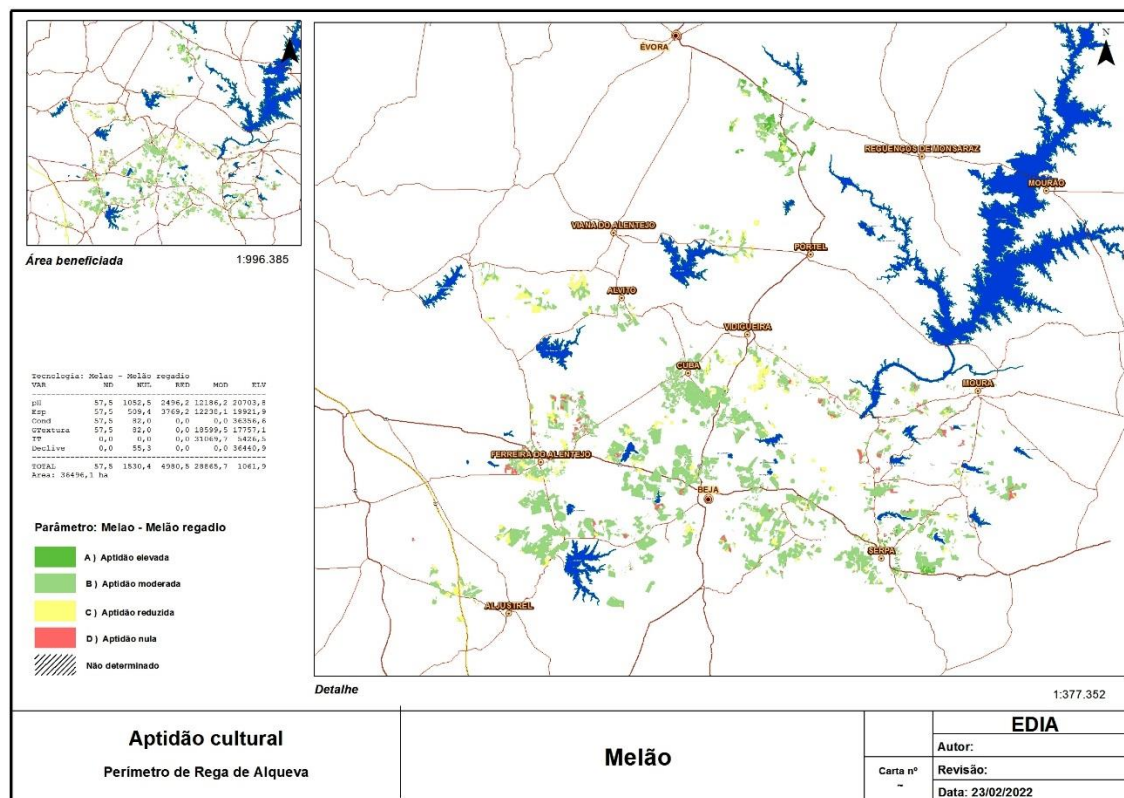 N
Área beneficiada
1:996.385
N
ÉVORA
REGUENGOS DE MONSARAZ
MOURÃO
VIANA DO ALENTEJO
PORTEL
ALVITO
VIDIGUEIRA
CUBA
MOURA
FERREIRA DO ALENTEJO
BEJA
SERPA
ALJUSTREL
Tecnologia: Melao - Melão regadio
VAR ND NUL RED MOD ELV
pH 57,5 1052,5 2496,2 12186,2 20703,8
Esp 57,5 509,4 3769,2 12238,1 19921,9
Cond 57,5 82,0 0,0 0,0 36356,6
GTextura 57,5 82,0 0,0 18599,5 17757,1
TT 0,0 0,0 0,0 31069,7 5426,5
Declive 0,0 55,3 0,0 0,0 36440,9
TOTAL 57,5 1530,4 4980,5 28865,7 1061,9
Area: 36496,1 ha
Parâmetro: Melao - Melão regadio
A ) Aptidão elevada
B ) Aptidão moderada
C ) Aptidão reduzida
D ) Aptidão nula
Não determinado
Detalhe
1:377.352
Aptidão cultural
Perímetro de Rega de Alqueva
Melão
Carta nº
~
EDIA
Autor:
Revisão:
Data: 23/02/2022